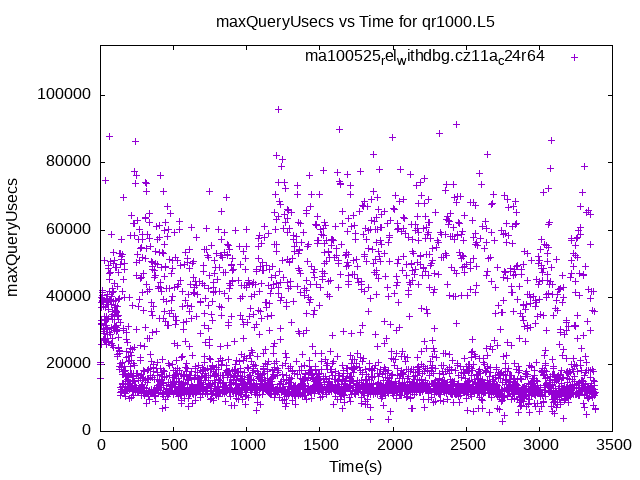 maxQueryUsecs vs Time for qr1000.L5
ma100525relwithdbg.cz11ac24r64
100000
80000
60000
40000
20000
0
maxQueryUsecs
0 500 1000 1500 2000 2500 3000 3500
Time(s)